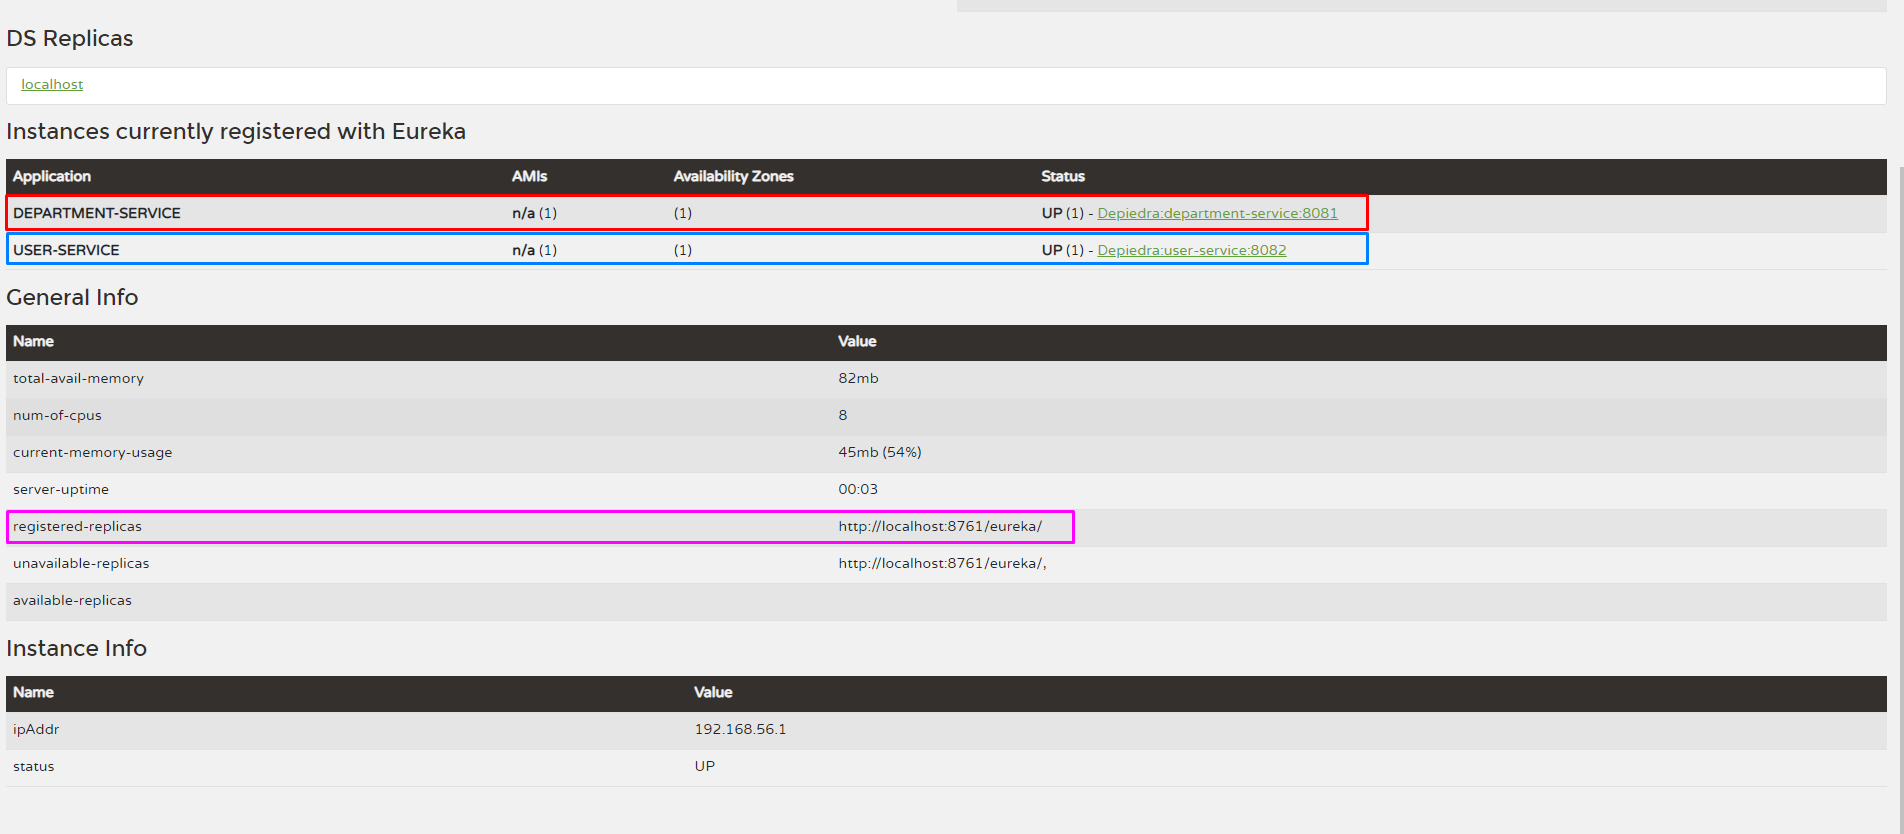 DS Replicas
localhost
Instances currently registered with Eureka
Application AMIs Availability Zones Status
DEPARTMENT-SERVICE n/a (1) (1) UP (1) - Depiedra:department-service:8081
USER-SERVICE n/a (1) (1) UP (1) - Depiedra:user-service:8082
General Info
Name Value
total-avail-memory 82mb
num-of-cpus 8
current-memory-usage 45mb (54%)
server-uptime 00:03
registered-replicas http://localhost:8761/eureka/
unavailable-replicas http://localhost:8761/eureka/,
available-replicas
Instance Info
Name Value
ipAddr 192.168.56.1
status UP